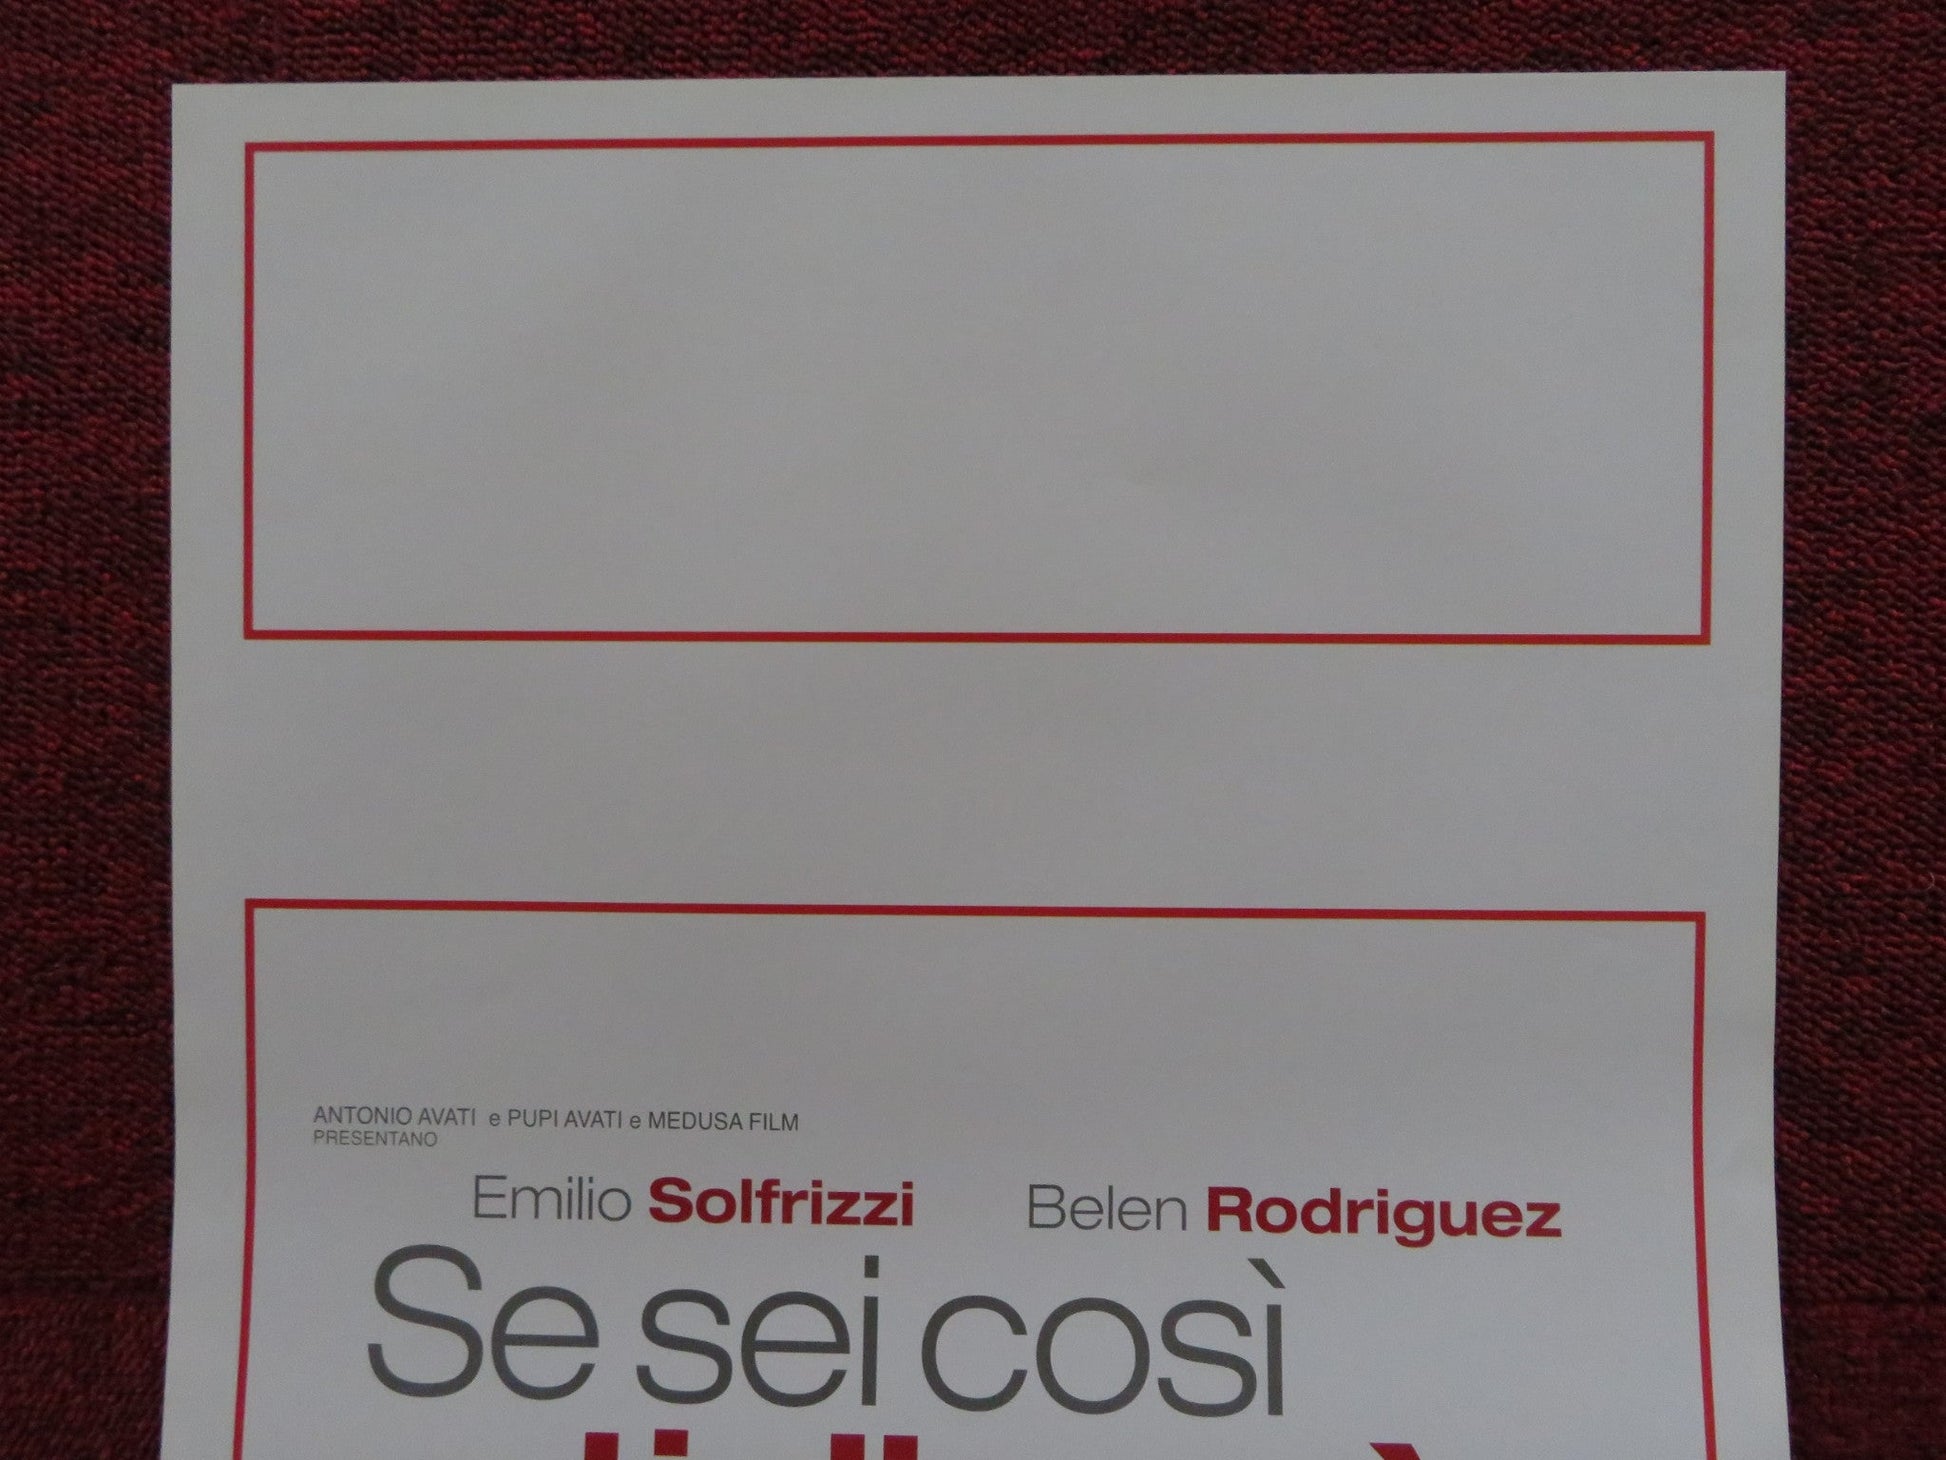 ANTONIO AVATI e PUPI AVATI e MEDUSA FILM
PRESENTANO
Emilio Solfrizzi Belen Rodriguez
Se sei così